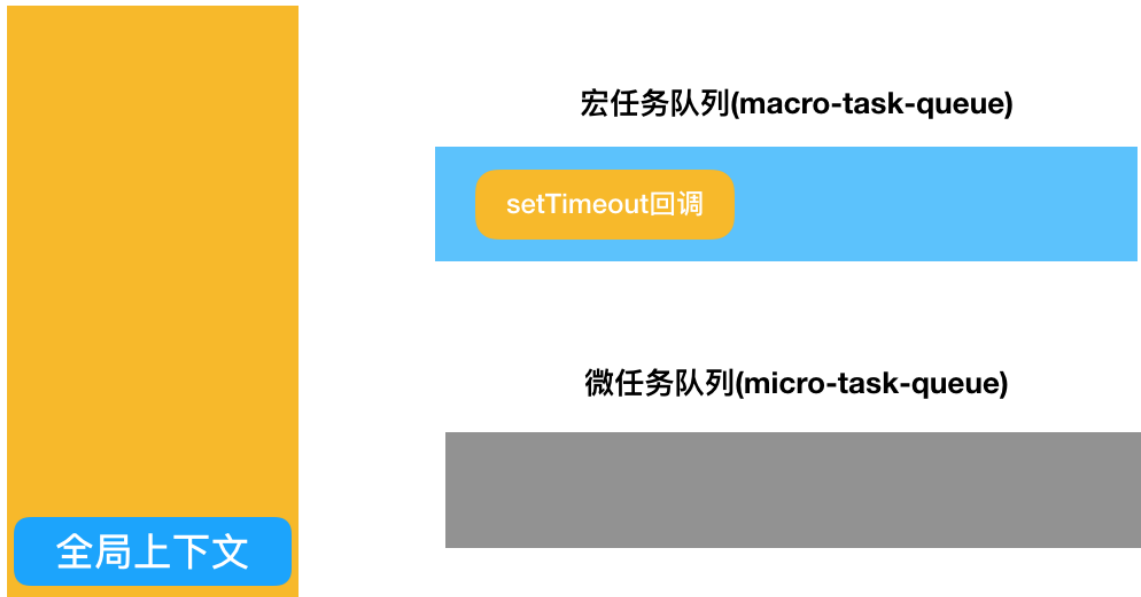 宏任务队列(macro-task-queue)
setTimeout回调
微任务队列(micro-task-queue)
全局上下文